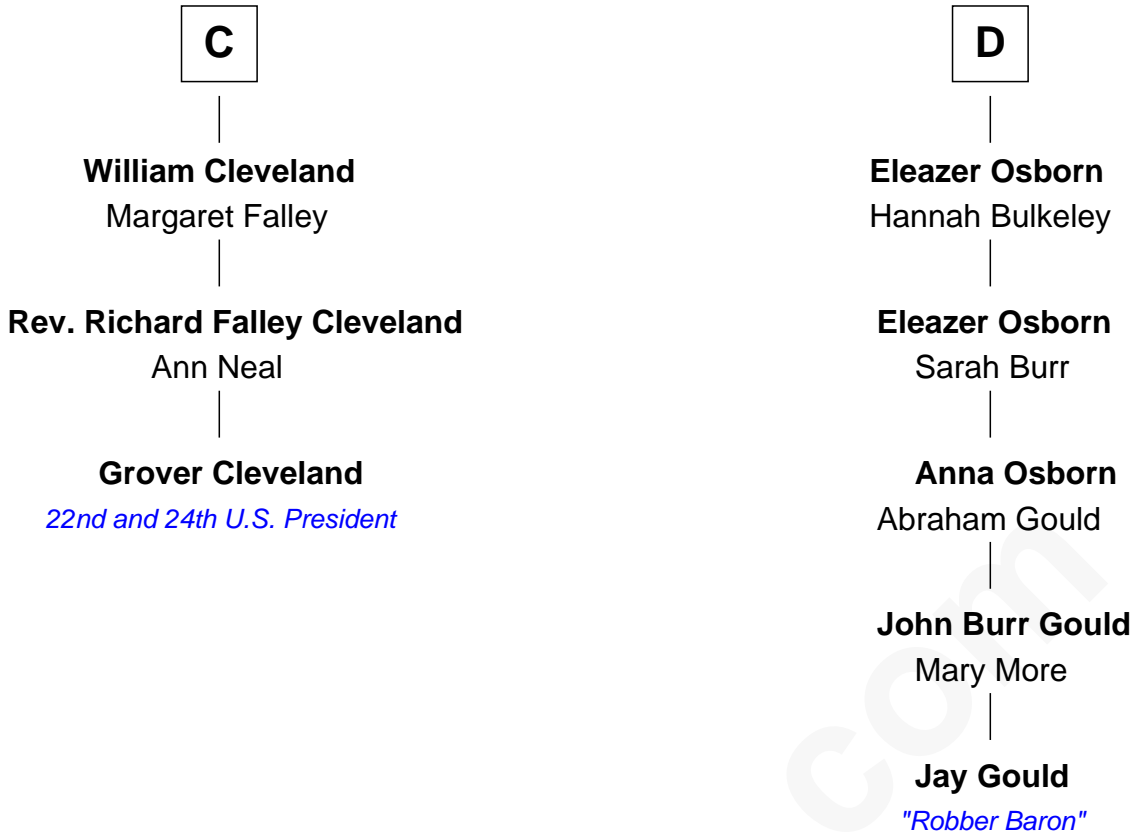 C
William Cleveland
Margaret Falley
Rev. Richard Falley Cleveland
Ann Neal
Grover Cleveland
22nd and 24th U.S. President
D
Eleazer Osborn
Hannah Bulkeley
Eleazer Osborn
Sarah Burr
Anna Osborn
Abraham Gould
John Burr Gould
Mary More
Jay Gould
"Robber Baron"
com